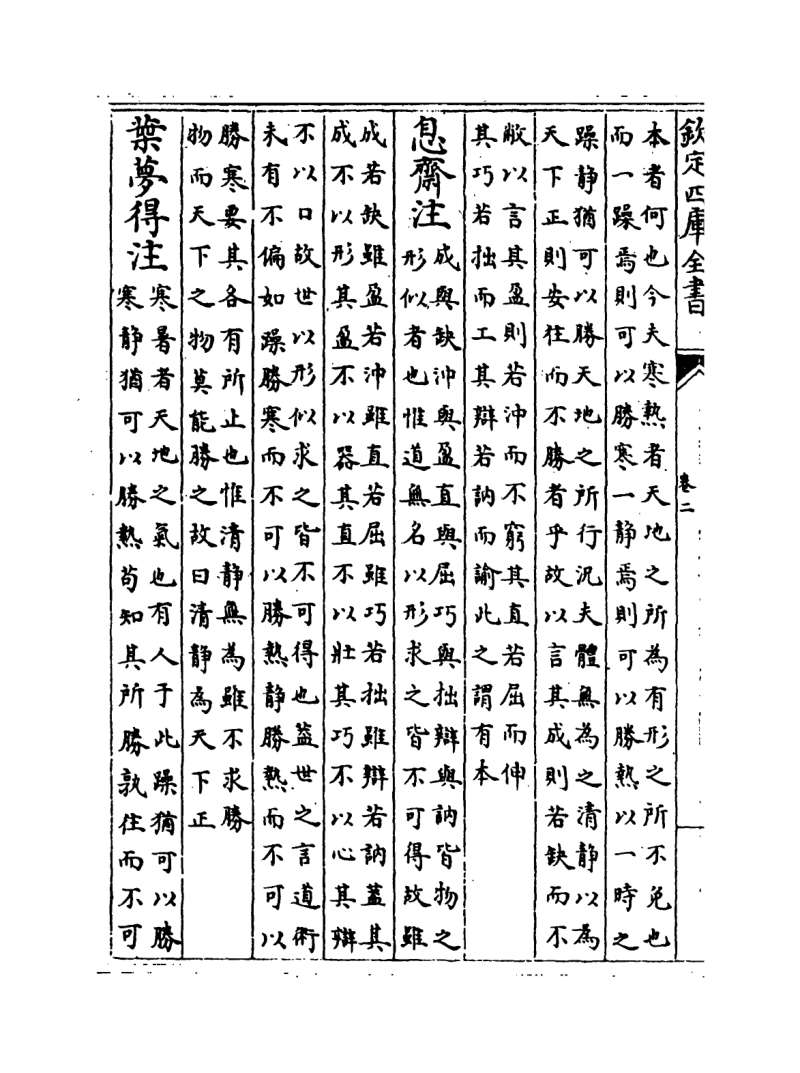 欽定四庫全書
卷二
本者何也今夫寒熱者天地之所為有形之所不免也
而一躁焉則可以勝寒一靜焉則可以勝熱以一時之
躁靜猶可以勝天地之所行況夫體無為之清靜以為
天下正則安往而不勝者乎故以言其成則若缺而不
敝以言其盈則若沖而不窮其直若屈而伸
其巧若拙而工其辯若訥而諭此之謂有本
息齋注
成與缺沖與盈直與屈巧與拙辯與訥皆物之
形似者也惟道無名以形求之皆不可得故雖
成若缺雖盈若沖雖直若屈雖巧若拙雖辯若訥蓋其
成不以形其盈不以器其直不以壯其巧不以心其辯
不以口故世以形似求之皆不可得也蓋世之言道術
未有不偏如躁勝寒而不可以勝熱靜勝熱而不可以
勝寒要其各有所止也惟清靜無為雖不求勝
物而天下之物莫能勝之故曰清靜為天下正
葉夢得注
寒暑者天地之氣也有人于此躁猶可以勝
寒靜猶可以勝熱苟知其所勝孰往而不可